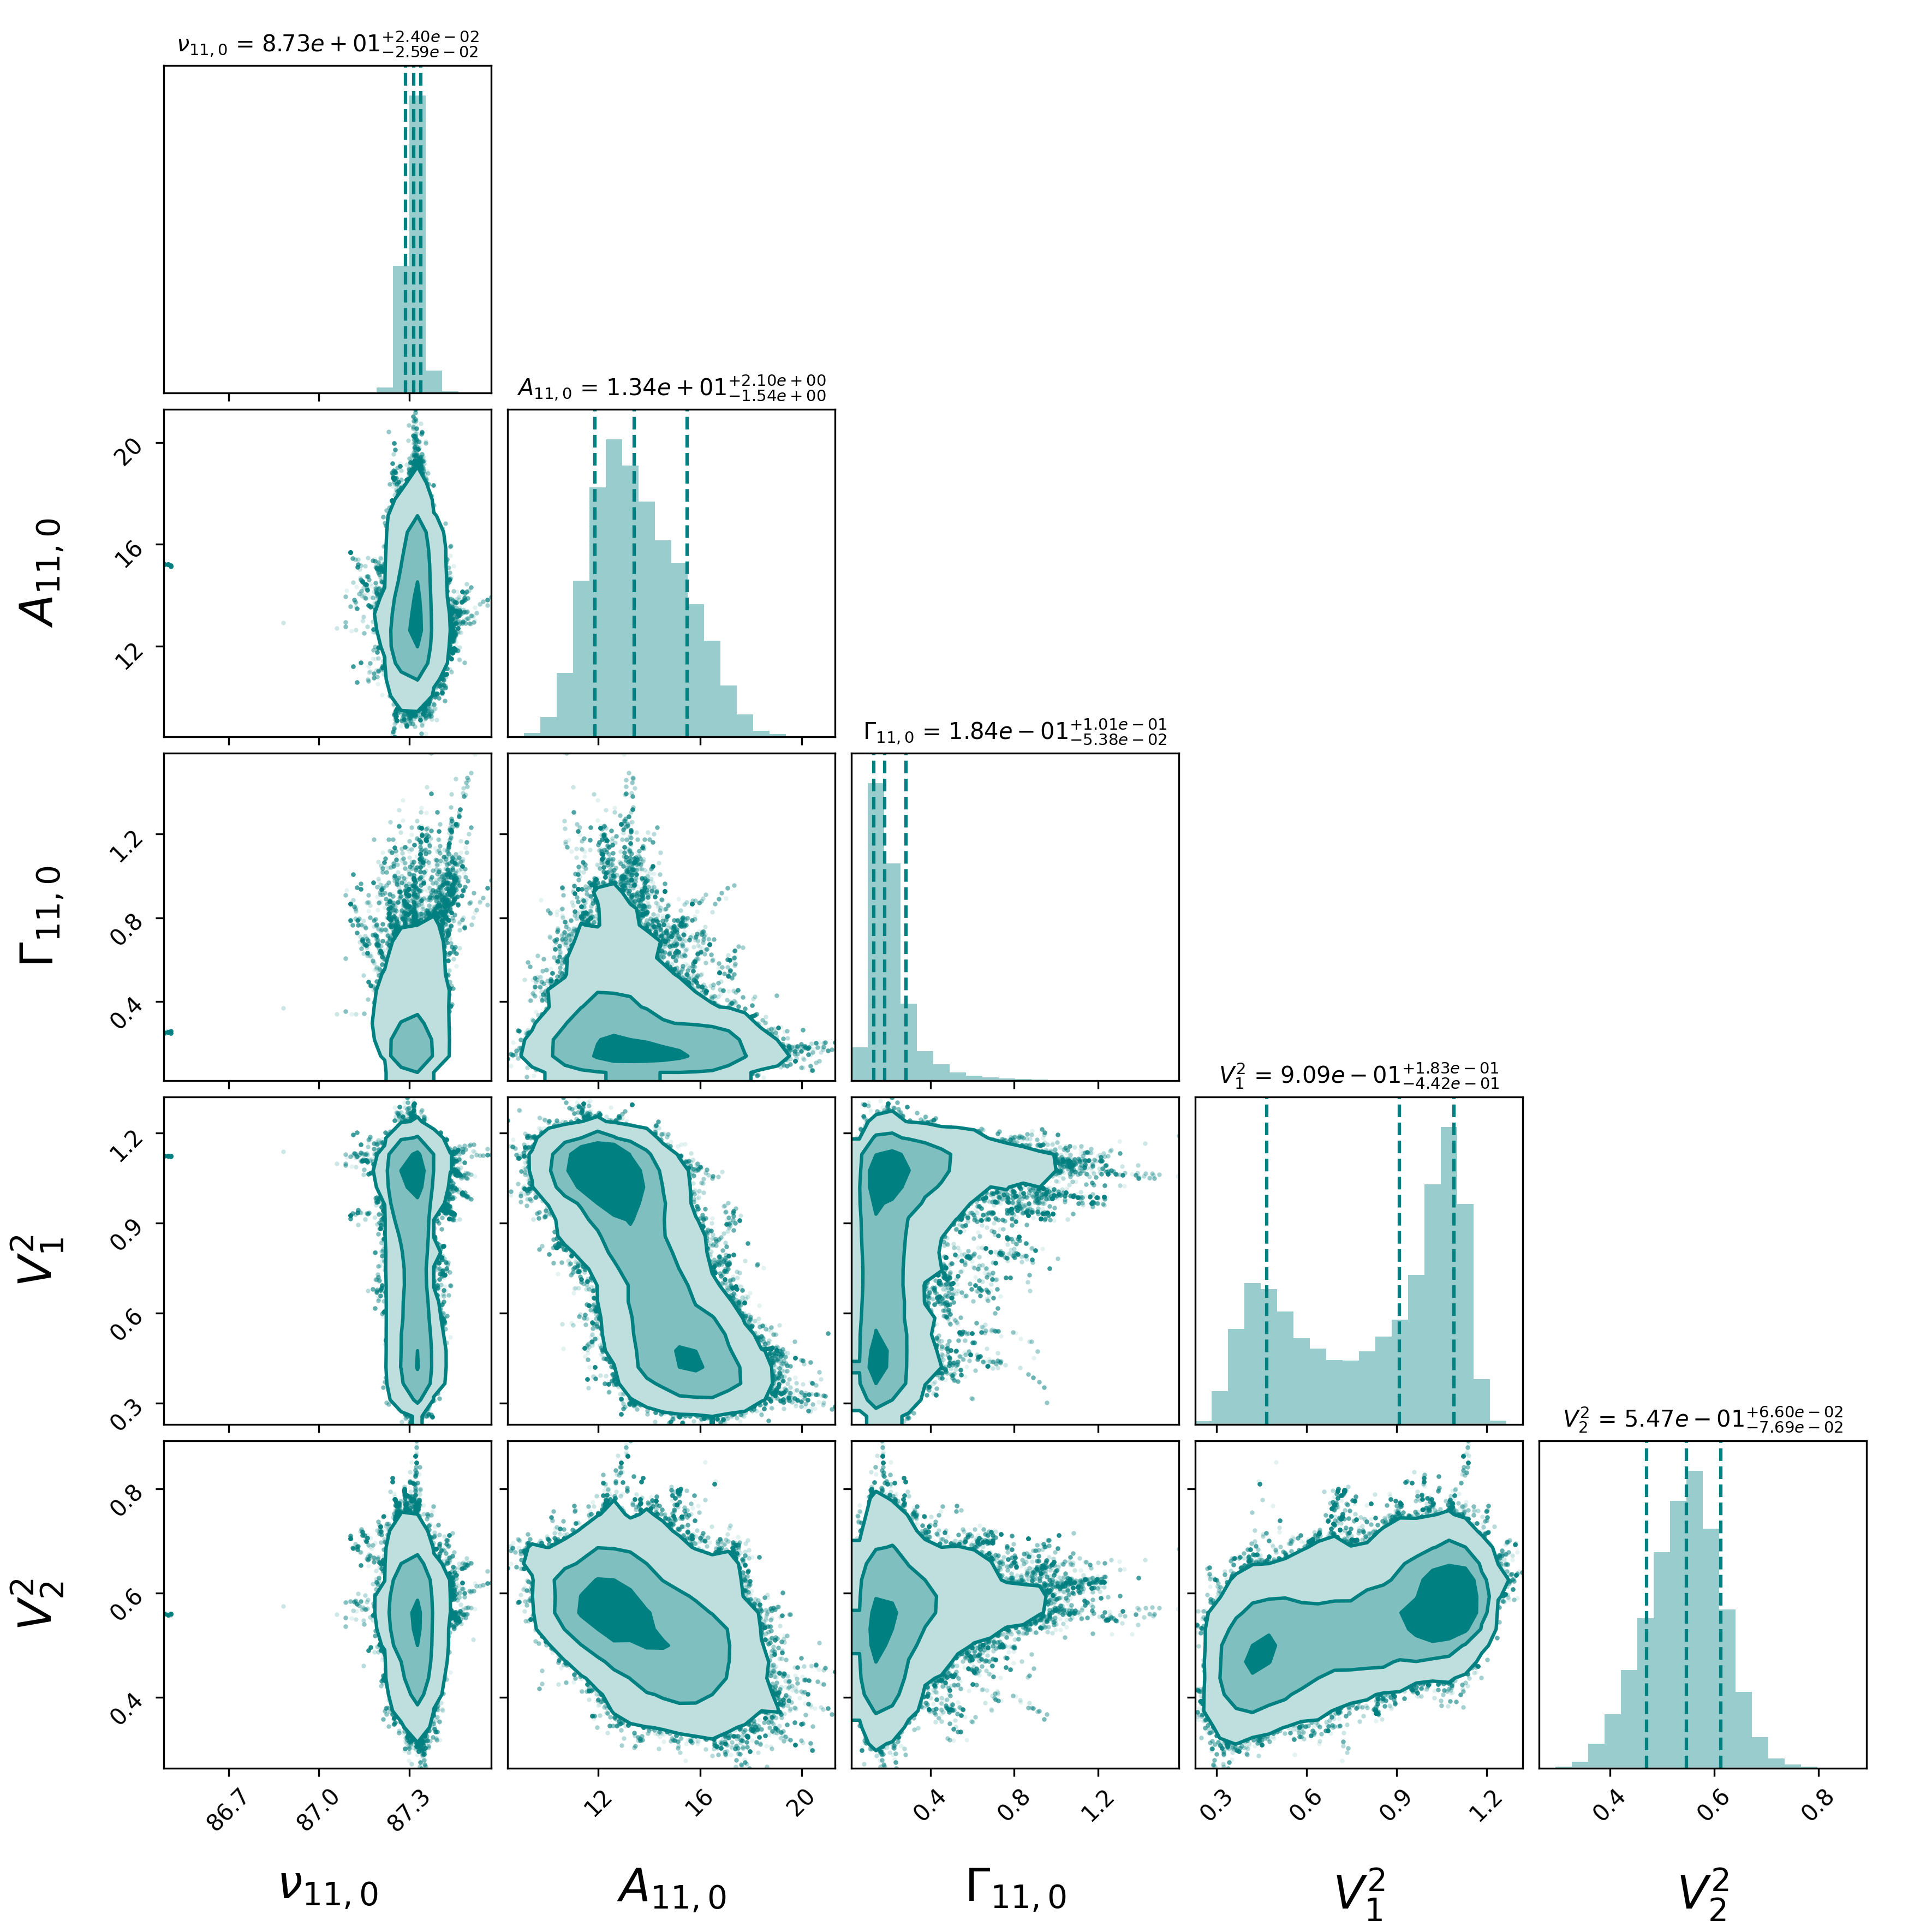 ν11,0 = 8.73e + 01+2.40e − 02−2.59e − 02
A11,0 = 1.34e + 01+2.10e + 00−1.54e + 00
20
16
12
A11,0
Γ11,0 = 1.84e − 01+1.01e − 01−5.38e − 02
1.2
0.8
0.4
Γ11,0
V21 = 9.09e − 01+1.83e − 01−4.42e − 01
1.2
0.9
0.6
0.3
V21
V22 = 5.47e − 01+6.60e − 02−7.69e − 02
0.8
0.6
0.4
V22
86.7 87.0 87.3 12 16 20 0.4 0.8 1.2 0.3 0.6 0.9 1.2 0.4 0.6 0.8
ν11,0 A11,0 Γ11,0 V21 V22